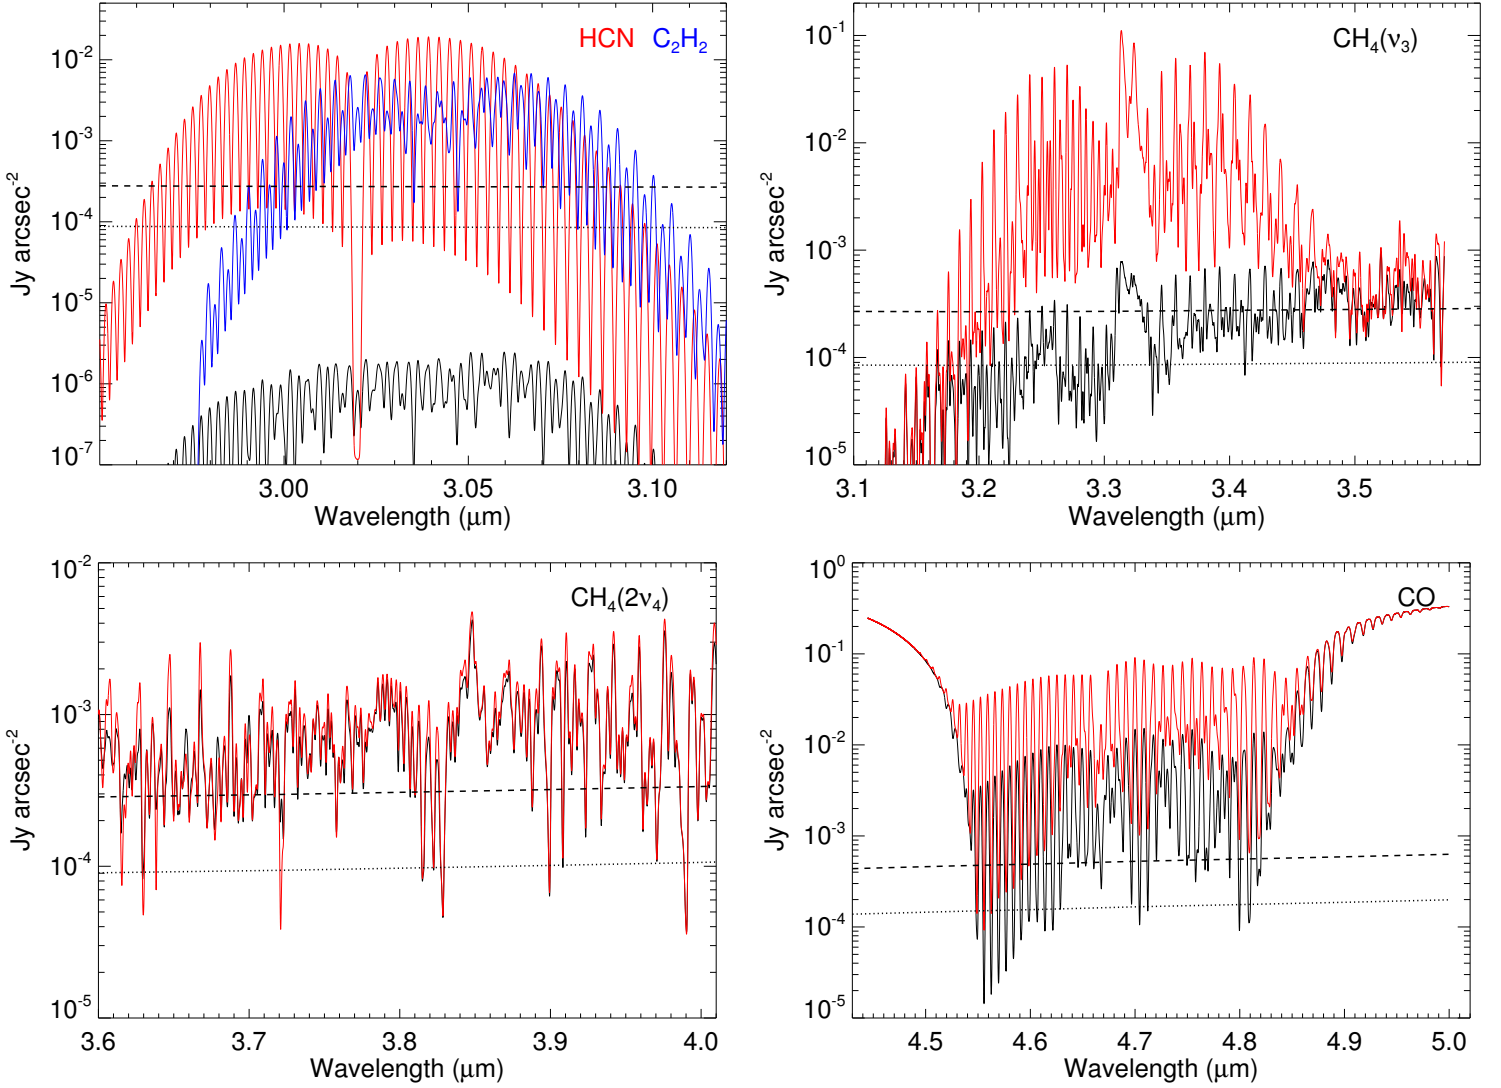 HCN C₂H₂
10⁻²
10⁻³
10⁻⁴
10⁻⁵
10⁻⁶
10⁻⁷
Jy arcsec⁻²
3.00 3.05 3.10
Wavelength (μm)
CH₄(ν₃)
10⁻¹
10⁻²
10⁻³
10⁻⁴
10⁻⁵
Jy arcsec⁻²
3.1 3.2 3.3 3.4 3.5
Wavelength (μm)
CH₄(2ν₄)
10⁻²
10⁻³
10⁻⁴
10⁻⁵
Jy arcsec⁻²
3.6 3.7 3.8 3.9 4.0
Wavelength (μm)
CO
10⁰
10⁻¹
10⁻²
10⁻³
10⁻⁴
10⁻⁵
Jy arcsec⁻²
4.5 4.6 4.7 4.8 4.9 5.0
Wavelength (μm)